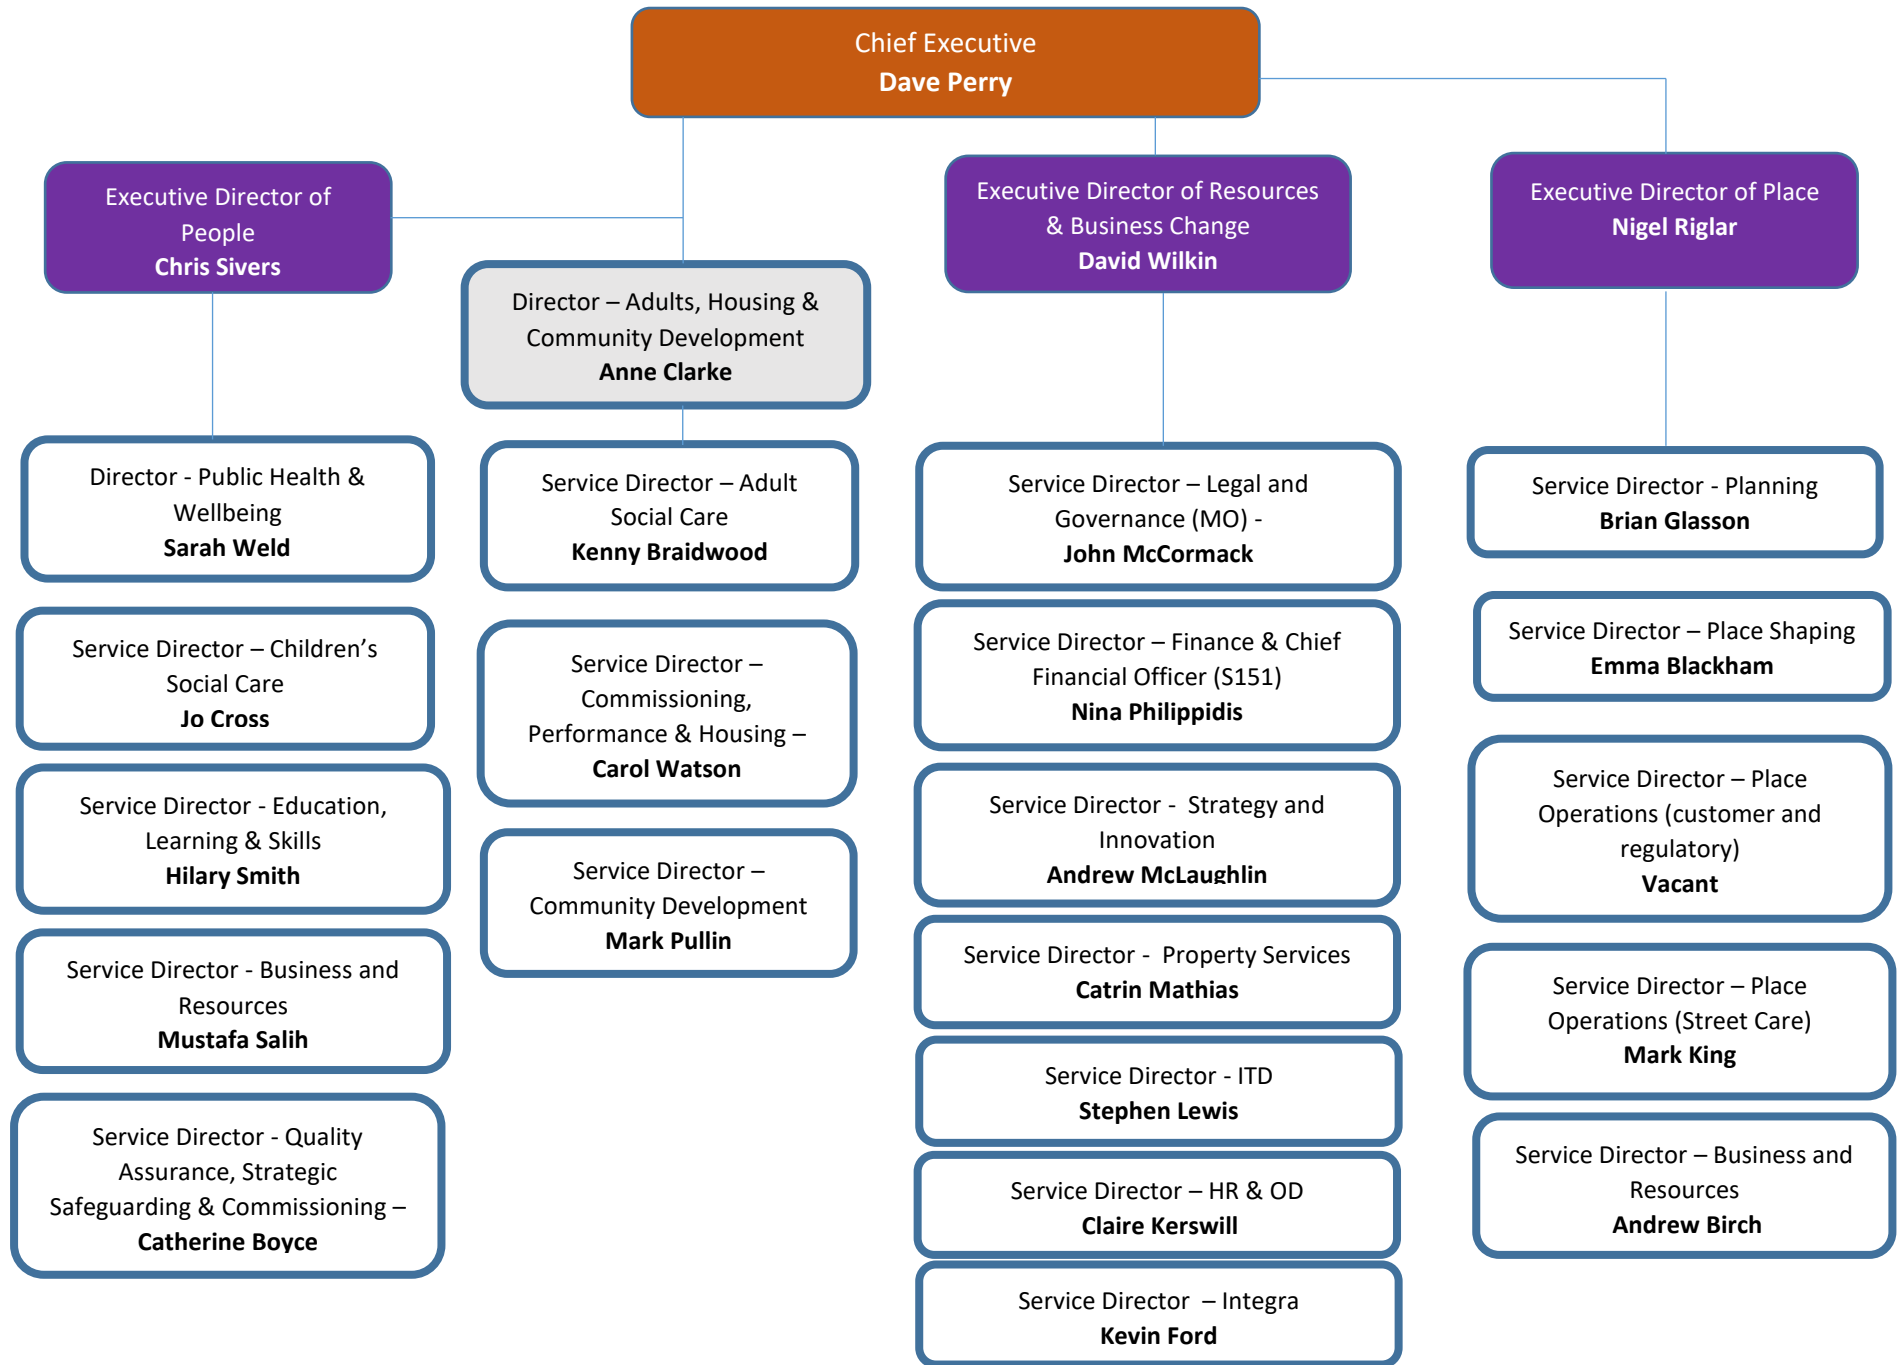 Chief Executive
Dave Perry
Executive Director of
People
Chris Sivers
Director – Adults, Housing &
Community Development
Anne Clarke
Executive Director of Resources
& Business Change
David Wilkin
Executive Director of Place
Nigel Riglar
Director - Public Health &
Wellbeing
Sarah Weld
Service Director – Children's
Social Care
Jo Cross
Service Director - Education,
Learning & Skills
Hilary Smith
Service Director - Business and
Resources
Mustafa Salih
Service Director - Quality
Assurance, Strategic
Safeguarding & Commissioning –
Catherine Boyce
Service Director – Adult
Social Care
Kenny Braidwood
Service Director –
Commissioning,
Performance & Housing –
Carol Watson
Service Director –
Community Development
Mark Pullin
Service Director – Legal and
Governance (MO) -
John McCormack
Service Director – Finance & Chief
Financial Officer (S151)
Nina Philippidis
Service Director - Strategy and
Innovation
Andrew McLaughlin
Service Director - Property Services
Catrin Mathias
Service Director - ITD
Stephen Lewis
Service Director – HR & OD
Claire Kerswill
Service Director – Integra
Kevin Ford
Service Director - Planning
Brian Glasson
Service Director – Place Shaping
Emma Blackham
Service Director – Place
Operations (customer and
regulatory)
Vacant
Service Director – Place
Operations (Street Care)
Mark King
Service Director – Business and
Resources
Andrew Birch